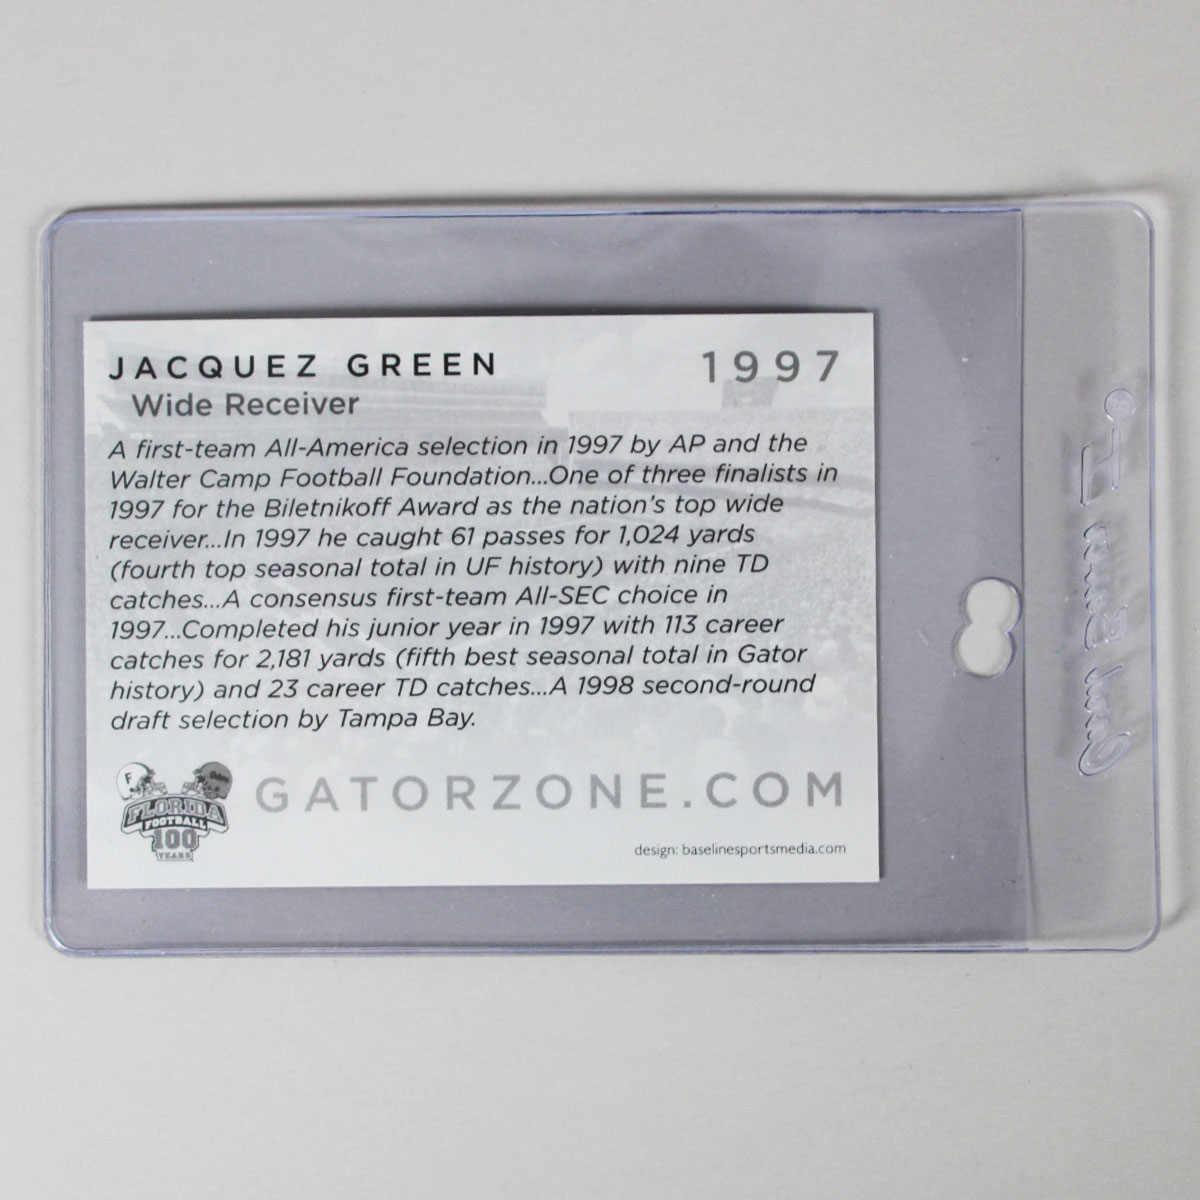 JACQUEZ GREEN
1997
Wide Receiver
A first-team All-America selection in 1997 by AP and the
Walter Camp Football Foundation...One of three finalists in
1997 for the Biletnikoff Award as the nation's top wide
receiver...In 1997 he caught 61 passes for 1,024 yards
(fourth top seasonal total in UF history) with nine TD
catches...A consensus first-team All-SEC choice in
1997...Completed his junior year in 1997 with 113 career
catches for 2,181 yards (fifth best seasonal total in Gator
history) and 23 career TD catches...A 1998 second-round
draft selection by Tampa Bay.
F
FLORIDA
FOOTBALL
100
YEARS
GATORZONE.COM
design: baselinesportsmedia.com